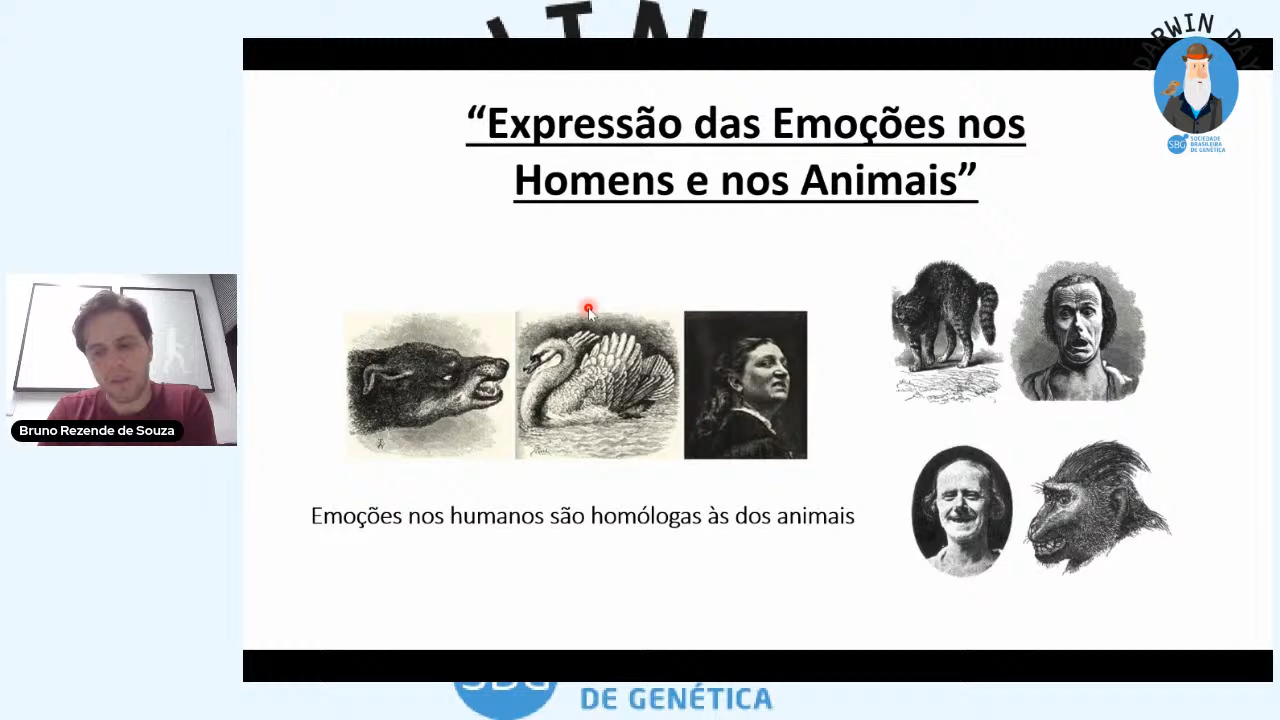 DARWIN DAY
SBG
SOCIEDADE
BRASILEIRA
DE GENÉTICA
“Expressão das Emoções nos
Homens e nos Animais”
Bruno Rezende de Souza
Emoções nos humanos são homólogas às dos animais
SBG
DE GENÉTICA